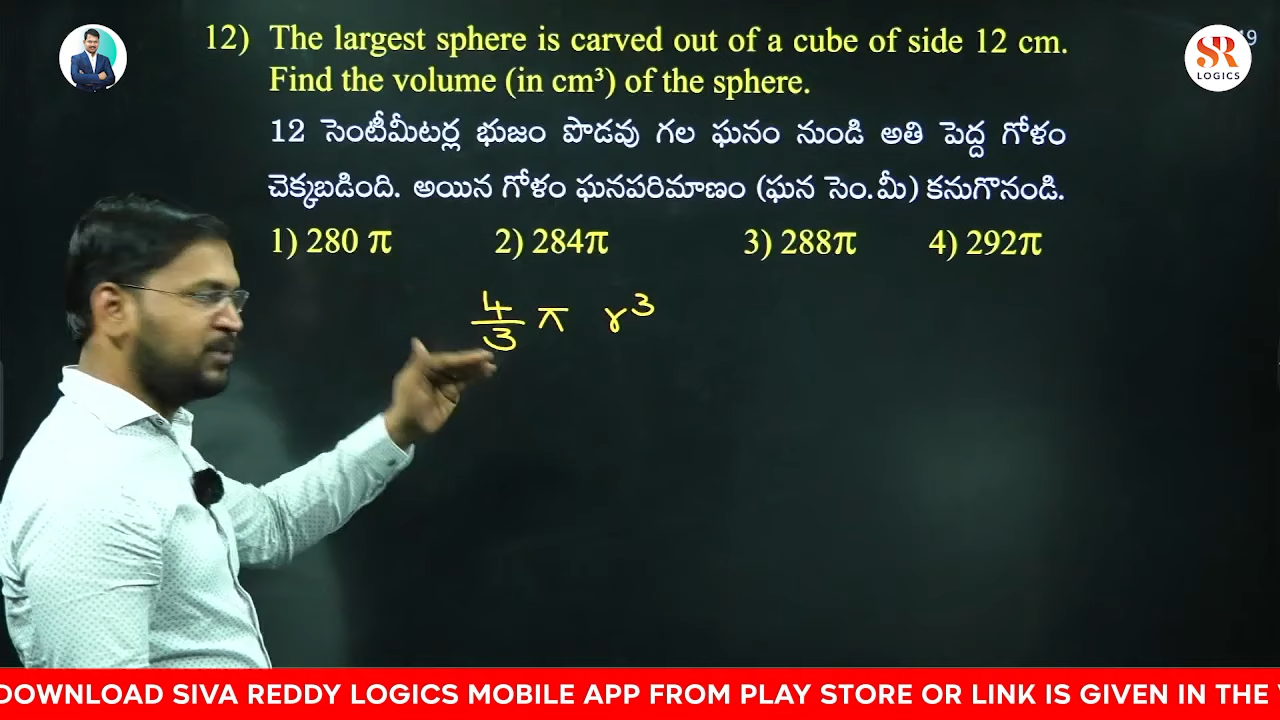 12) The largest sphere is carved out of a cube of side 12 cm.
Find the volume (in cm³) of the sphere.
12 సెంటీమీటర్ల భుజం పొడవు గల ఘనం నుండి అతి పెద్ద గోళం
చెక్కబడింది. అయిన గోళం ఘనపరిమాణం (ఘన సెం.మీ) కనుగొనండి.
1) 280 π 2) 284π 3) 288π 4) 292π
4/3 π r³
SR
LOGICS
DOWNLOAD SIVA REDDY LOGICS MOBILE APP FROM PLAY STORE OR LINK IS GIVEN IN THE